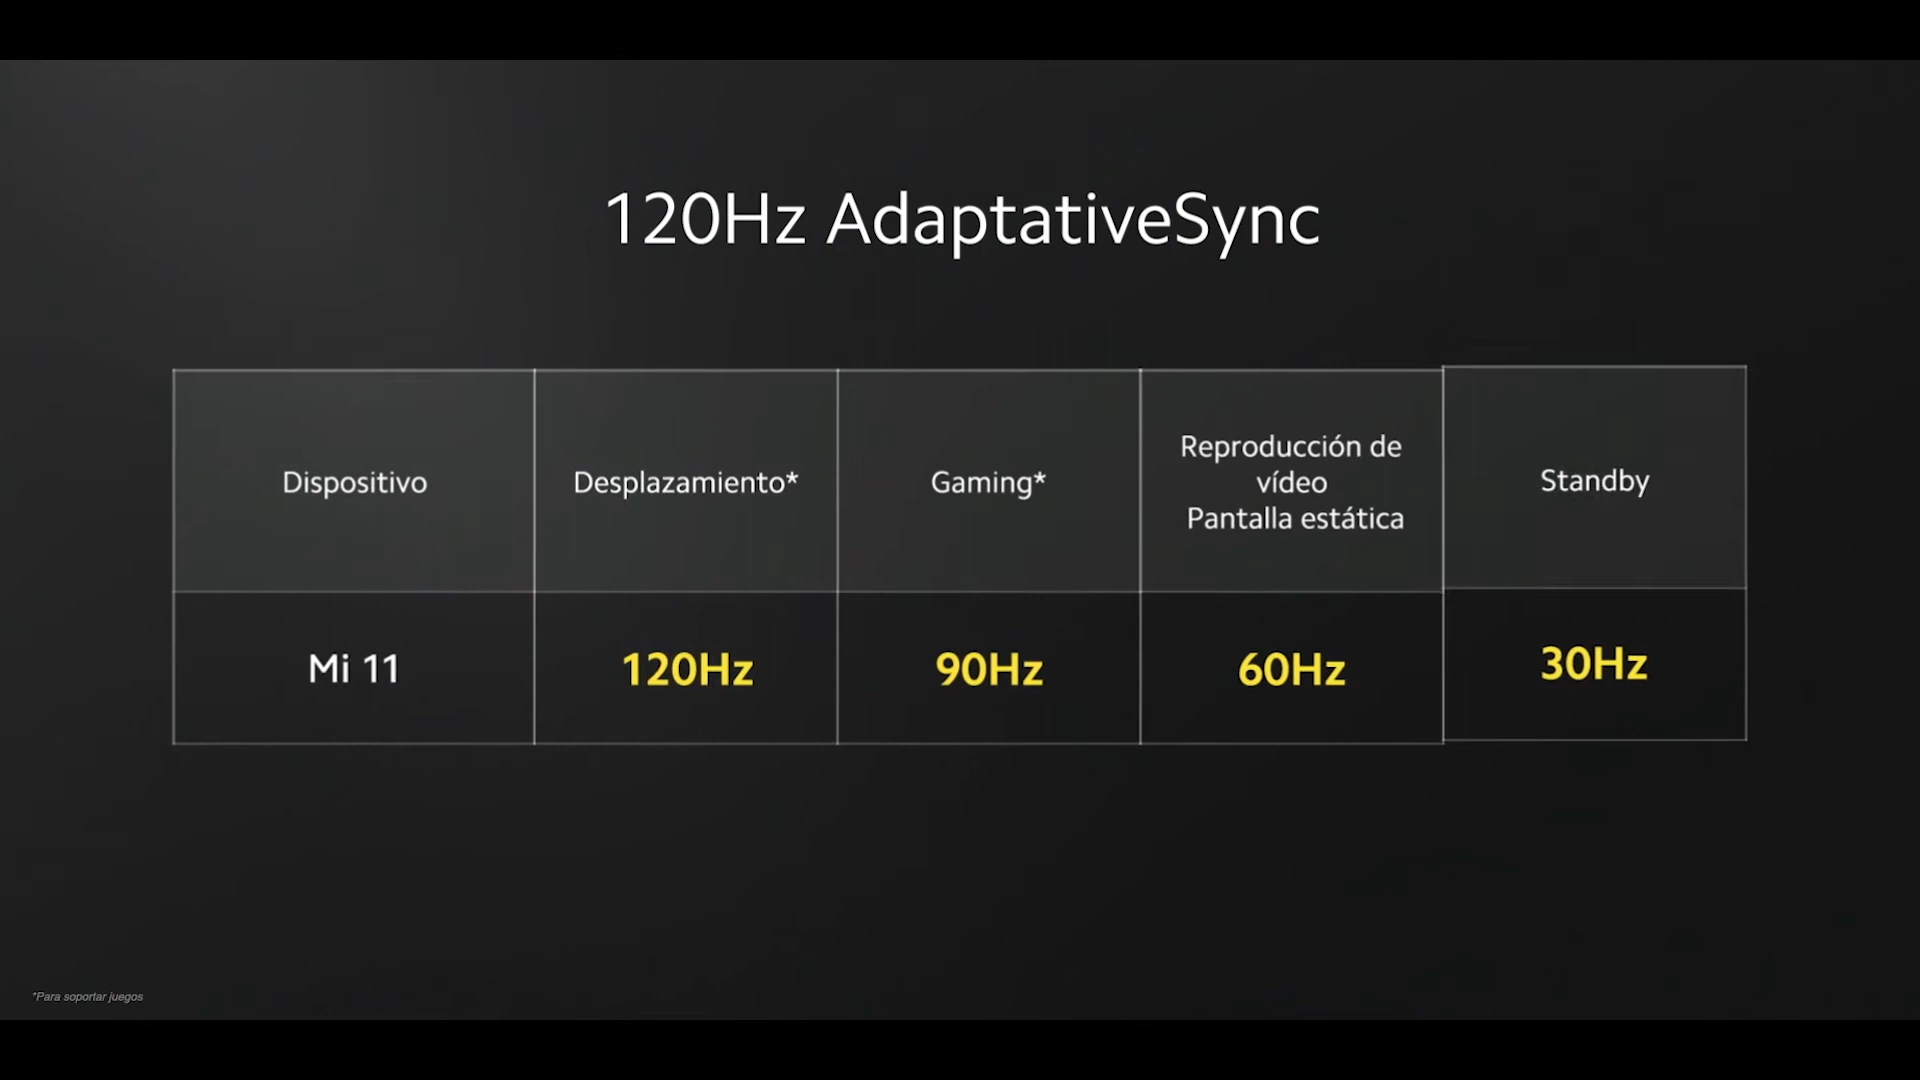 120Hz AdaptativeSync
Dispositivo
Desplazamiento*
Gaming*
Reproducción de
vídeo
Pantalla estática
Standby
Mi 11
120Hz
90Hz
60Hz
30Hz
*Para soportar juegos